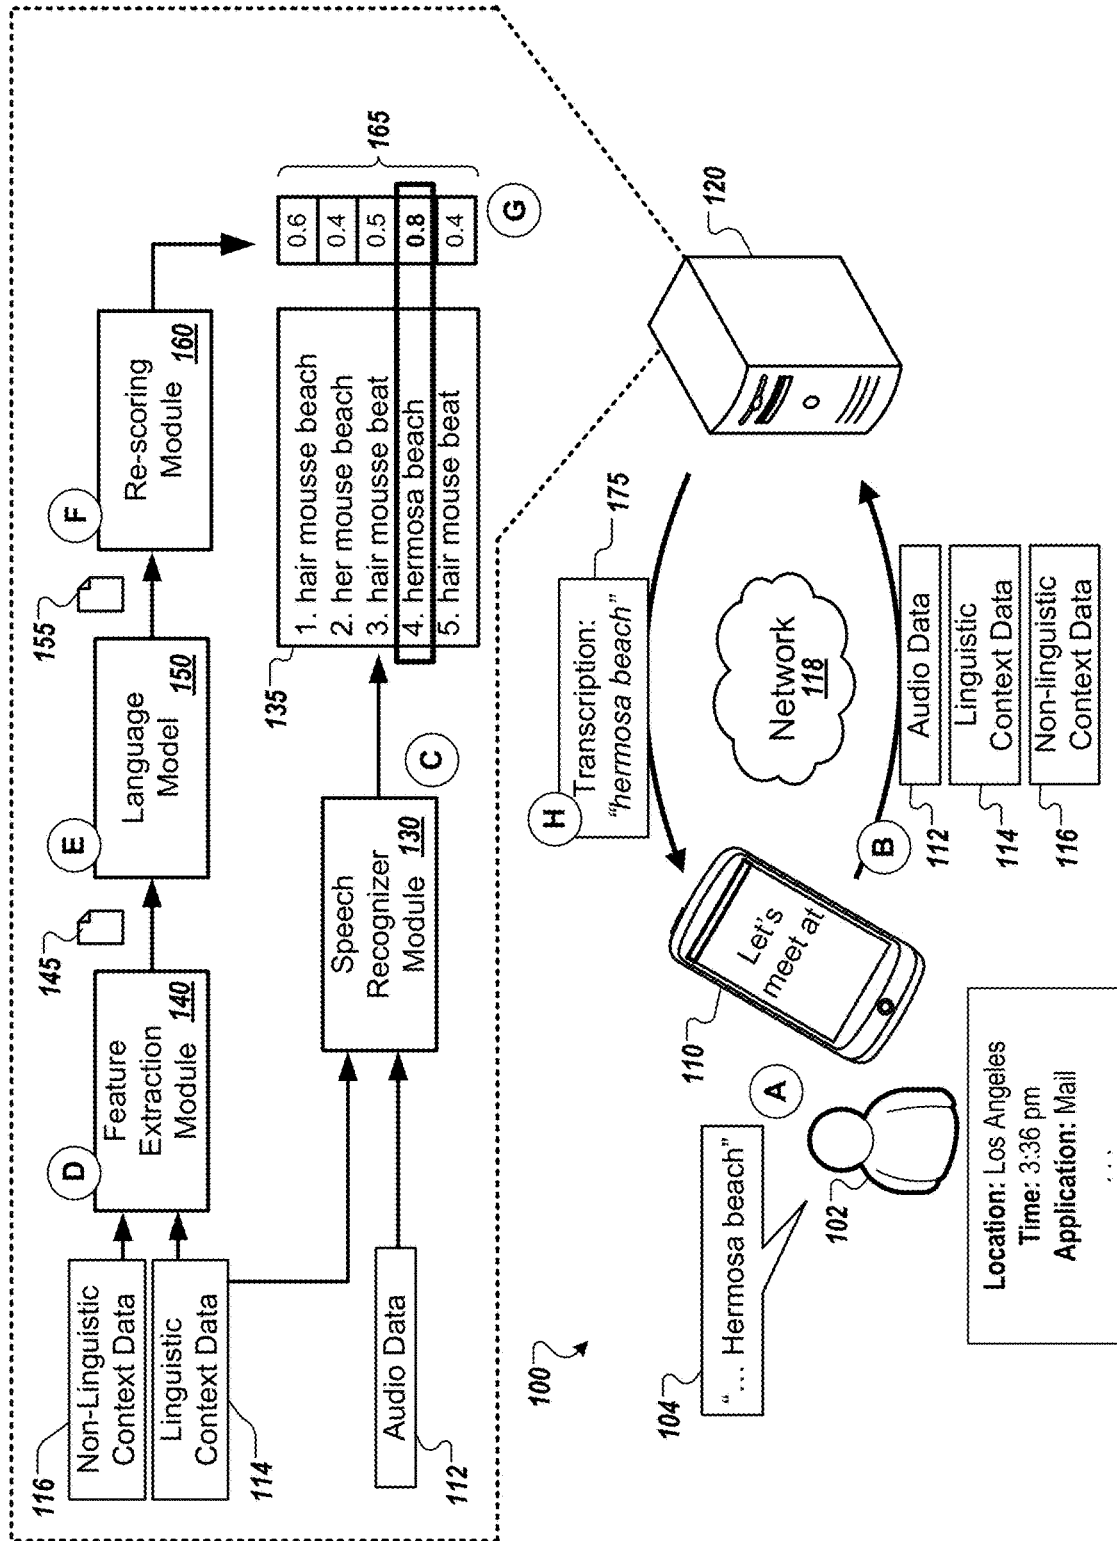 116
Non-Linguistic
Context Data
Linguistic
Context Data
114
Audio Data
112
D
Feature
Extraction
Module 140
145
E
Language
Model 150
155
F
Re-scoring
Module 160
Speech
Recognizer
Module 130
C
135
1. hair mousse beach
2. her mouse beach
3. hair mousse beat
4. hermosa beach
5. hair mouse beat
0.6
0.4
0.5
0.8
0.4
165
G
100
104
"... Hermosa beach"
A
102
Location: Los Angeles
Time: 3:36 pm
Application: Mail
...
110
Let's
meet at
H
Transcription:
"hermosa beach"
175
Network
118
B
112
Audio Data
114
Linguistic
Context Data
116
Non-linguistic
Context Data
120